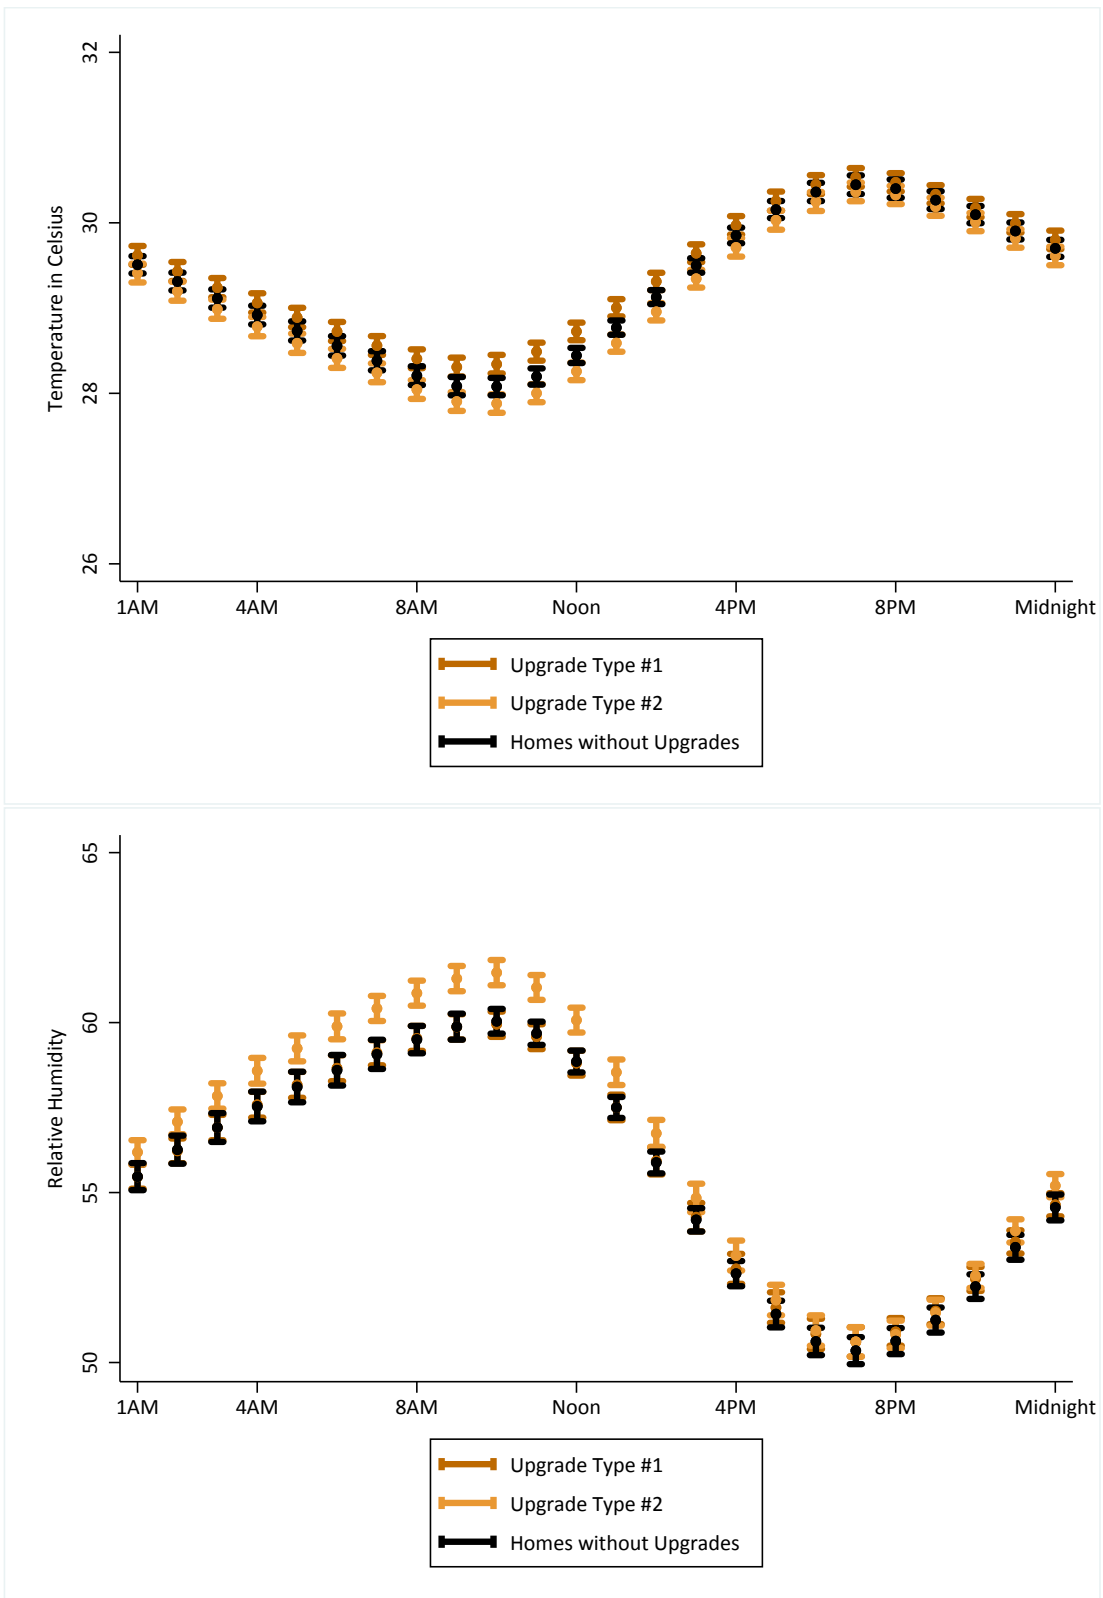 Temperature in Celsius
32
30
28
26
1AM 4AM 8AM Noon 4PM 8PM Midnight
Upgrade Type #1
Upgrade Type #2
Homes without Upgrades
Relative Humidity
65
60
55
50
1AM 4AM 8AM Noon 4PM 8PM Midnight
Upgrade Type #1
Upgrade Type #2
Homes without Upgrades